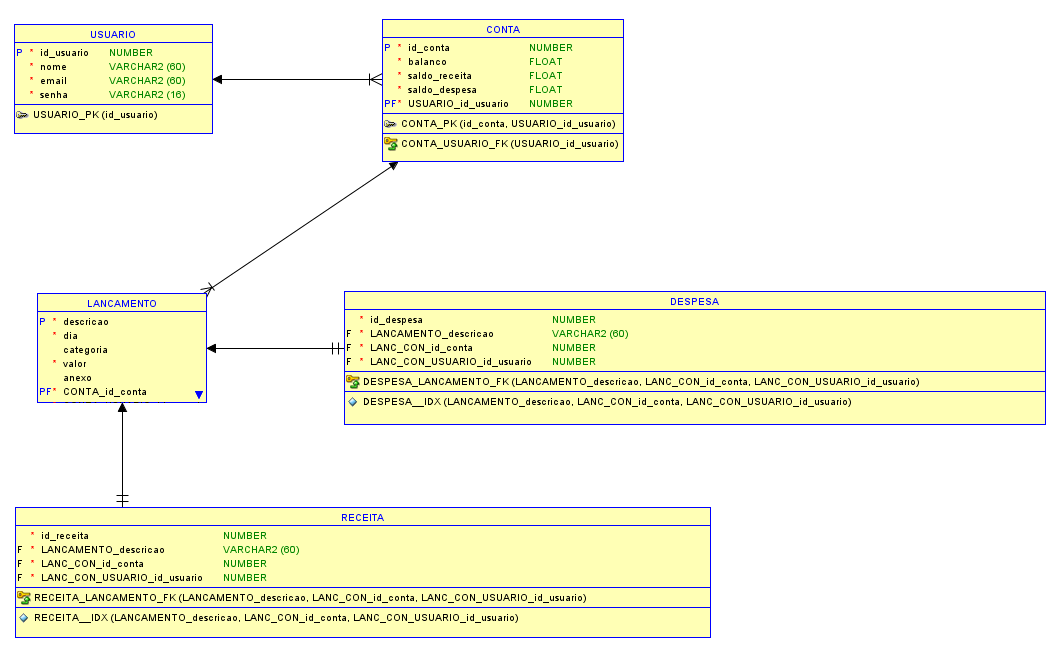 USUARIO
P * id_usuario NUMBER
* nome VARCHAR2 (60)
* email VARCHAR2 (60)
* senha VARCHAR2 (16)
USUARIO_PK (id_usuario)
CONTA
P * id_conta NUMBER
* balanco FLOAT
* saldo_receita FLOAT
* saldo_despesa FLOAT
PF* USUARIO_id_usuario NUMBER
CONTA_PK (id_conta, USUARIO_id_usuario)
CONTA_USUARIO_FK (USUARIO_id_usuario)
LANCAMENTO
P * descricao
* dia
categoria
* valor
anexo
PF* CONTA_id_conta
DESPESA
* id_despesa NUMBER
F * LANCAMENTO_descricao VARCHAR2 (60)
F * LANC_CON_id_conta NUMBER
F * LANC_CON_USUARIO_id_usuario NUMBER
DESPESA_LANCAMENTO_FK (LANCAMENTO_descricao, LANC_CON_id_conta, LANC_CON_USUARIO_id_usuario)
DESPESA__IDX (LANCAMENTO_descricao, LANC_CON_id_conta, LANC_CON_USUARIO_id_usuario)
RECEITA
* id_receita NUMBER
F * LANCAMENTO_descricao VARCHAR2 (60)
F * LANC_CON_id_conta NUMBER
F * LANC_CON_USUARIO_id_usuario NUMBER
RECEITA_LANCAMENTO_FK (LANCAMENTO_descricao, LANC_CON_id_conta, LANC_CON_USUARIO_id_usuario)
RECEITA__IDX (LANCAMENTO_descricao, LANC_CON_id_conta, LANC_CON_USUARIO_id_usuario)